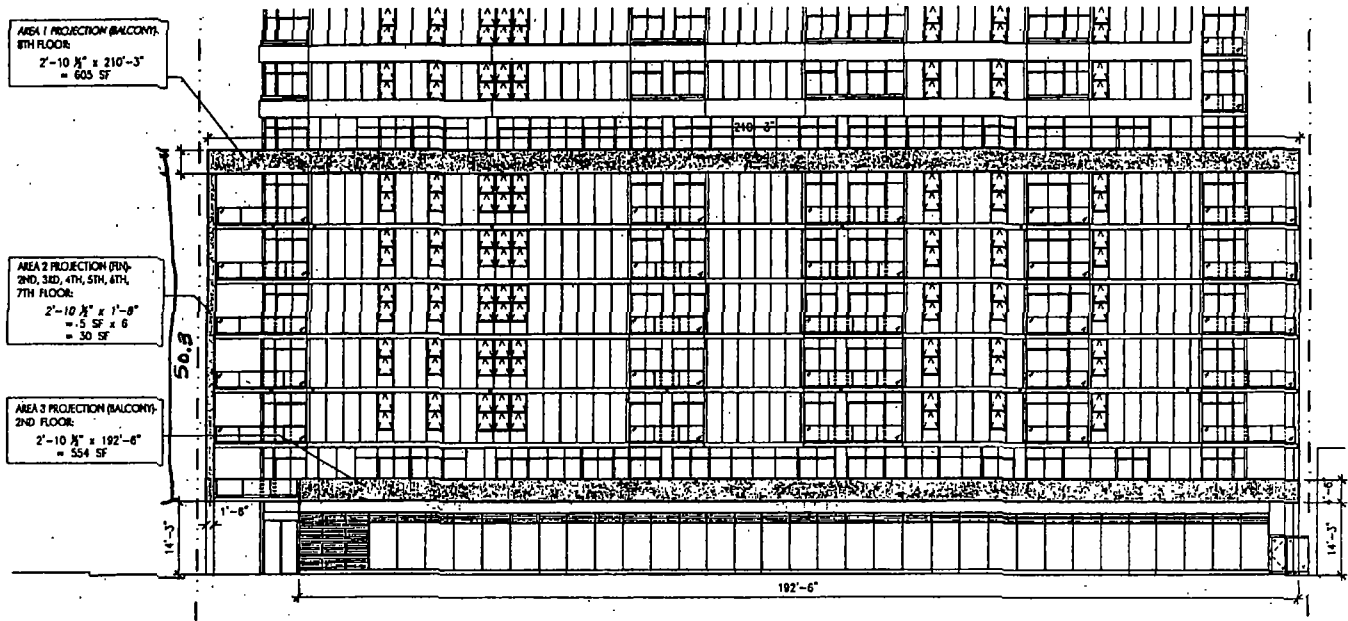 AREA 1 PROJECTION (BALCONY)-
8TH FLOOR:
2'-10 ½" x 210'-3"
= 605 SF
210'-3"
AREA 2 PROJECTION (FIN)-
2ND, 3RD, 4TH, 5TH, 6TH,
7TH FLOOR:
2'-10 ½" x 1'-8"
= 5 SF x 6
= 30 SF
50.3
AREA 3 PROJECTION (BALCONY)-
2ND FLOOR:
2'-10 ½" x 192'-6"
= 554 SF
14'-3"
14'-3"
192'-6"